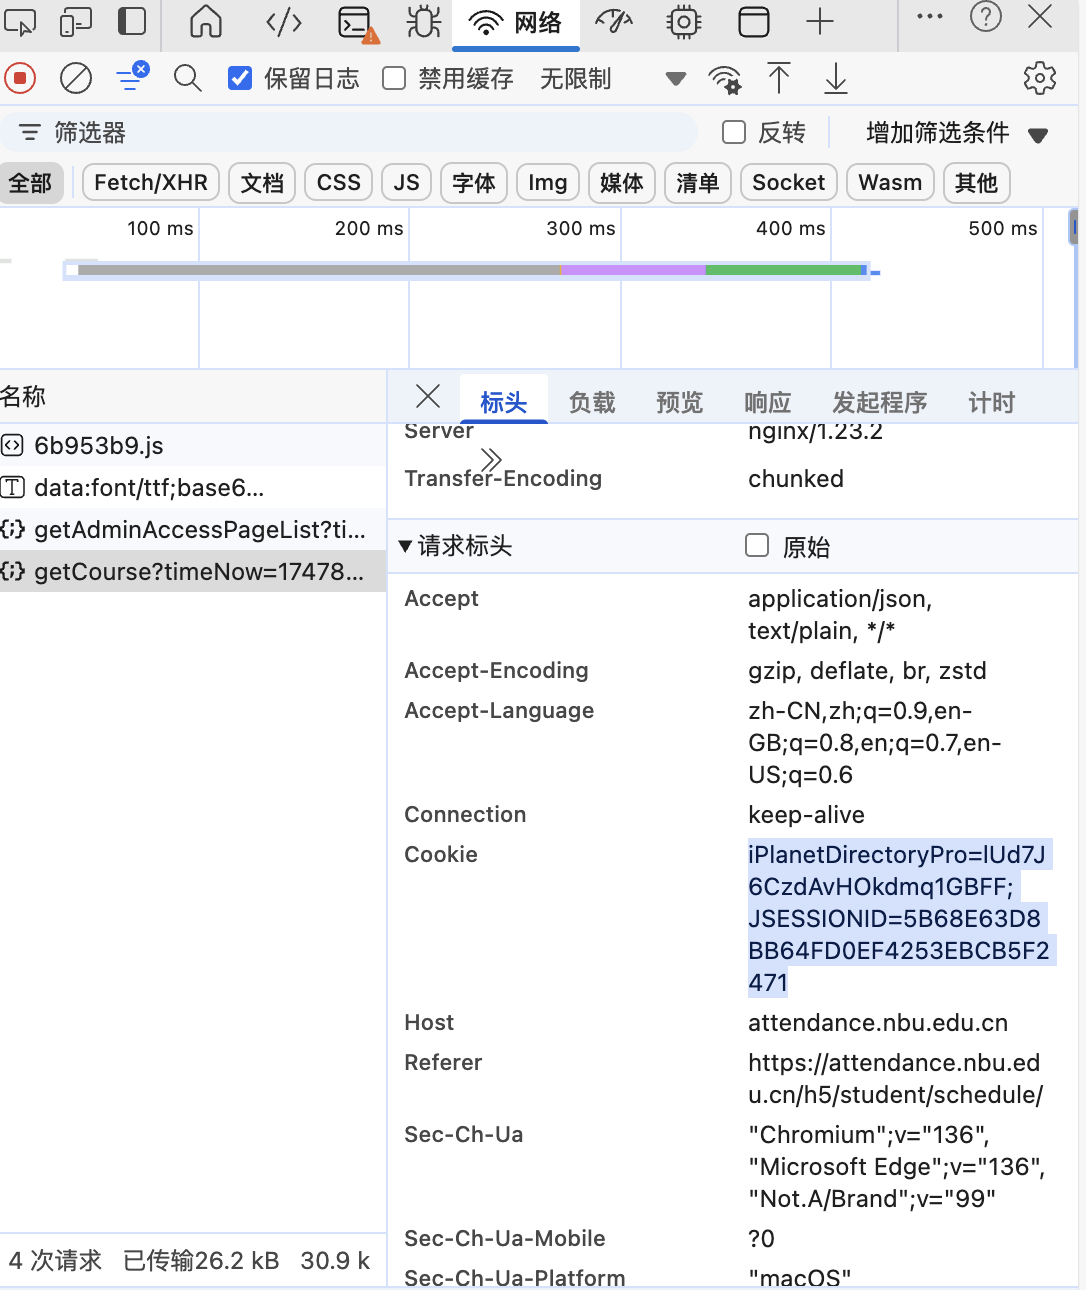 网络
保留日志 禁用缓存 无限制
筛选器 反转 增加筛选条件
全部 Fetch/XHR 文档 CSS JS 字体 Img 媒体 清单 Socket Wasm 其他
100 ms 200 ms 300 ms 400 ms 500 ms
名称
6b953b9.js
data:font/ttf;base6...
getAdminAccessPageList?ti...
getCourse?timeNow=17478...
标头 负载 预览 响应 发起程序 计时
Server nginx/1.23.2
Transfer-Encoding chunked
请求标头 原始
Accept application/json,
text/plain, */*
Accept-Encoding gzip, deflate, br, zstd
Accept-Language zh-CN,zh;q=0.9,en-
GB;q=0.8,en;q=0.7,en-
US;q=0.6
Connection keep-alive
Cookie iPlanetDirectoryPro=lUd7J
6CzdAvHOkdmq1GBFF;
JSESSIONID=5B68E63D8
BB64FD0EF4253EBCB5F2
471
Host attendance.nbu.edu.cn
Referer https://attendance.nbu.ed
u.cn/h5/student/schedule/
Sec-Ch-Ua "Chromium";v="136",
"Microsoft Edge";v="136",
"Not.A/Brand";v="99"
Sec-Ch-Ua-Mobile ?0
Sec-Ch-Ua-Platform "macOS"
4 次请求 已传输26.2 kB 30.9 k